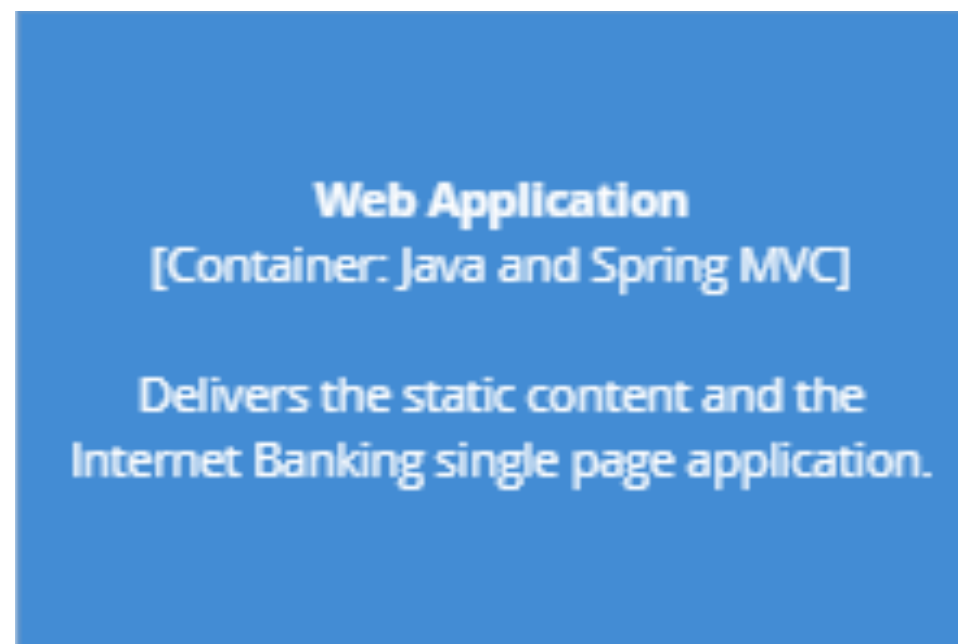 Web Application
[Container: Java and Spring MVC]
Delivers the static content and the
Internet Banking single page application.